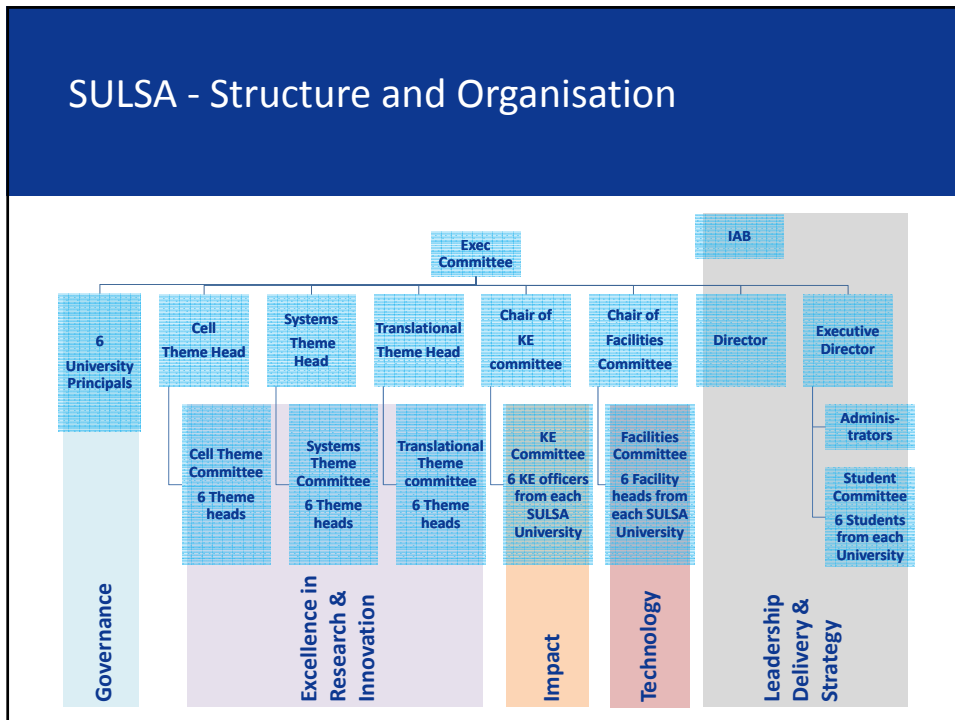 SULSA - Structure and Organisation
IAB
Exec
Committee
6
University
Principals
Cell
Theme Head
Systems
Theme
Head
Translational
Theme Head
Chair of
KE
committee
Chair of
Facilities
Committee
Director
Executive
Director
Cell Theme
Committee
6 Theme
heads
Systems
Theme
Committee
6 Theme
heads
Translational
Theme
committee
6 Theme
heads
KE
Committee
6 KE officers
from each
SULSA
University
Facilities
Committee
6 Facility
heads from
each SULSA
University
Adminis-
trators
Student
Committee
6 Students
from each
University
Governance
Excellence in
Research &
Innovation
Impact
Technology
Leadership
Delivery &
Strategy